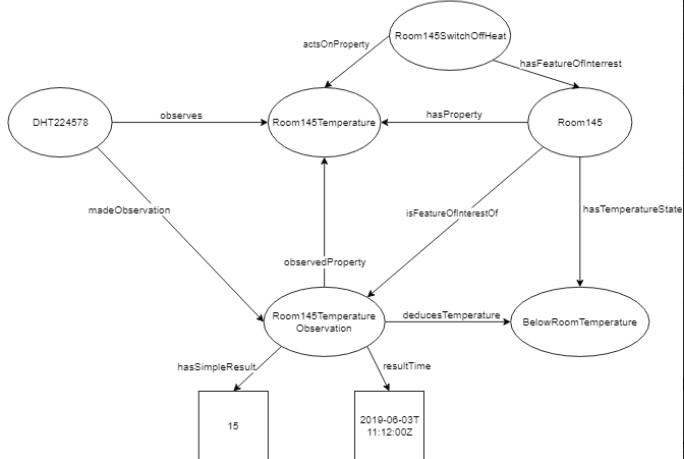 Room145SwitchOffHeat
actsOnProperty
hasFeatureOfInterrest
DHT224578
observes
Room145Temperature
hasProperty
Room145
madeObservation
isFeatureOfInterestOf
hasTemperatureState
observedProperty
Room145Temperature
Observation
deducesTemperature
BelowRoomTemperature
hasSimpleResult
resultTime
15
2019-06-03T
11:12:00Z